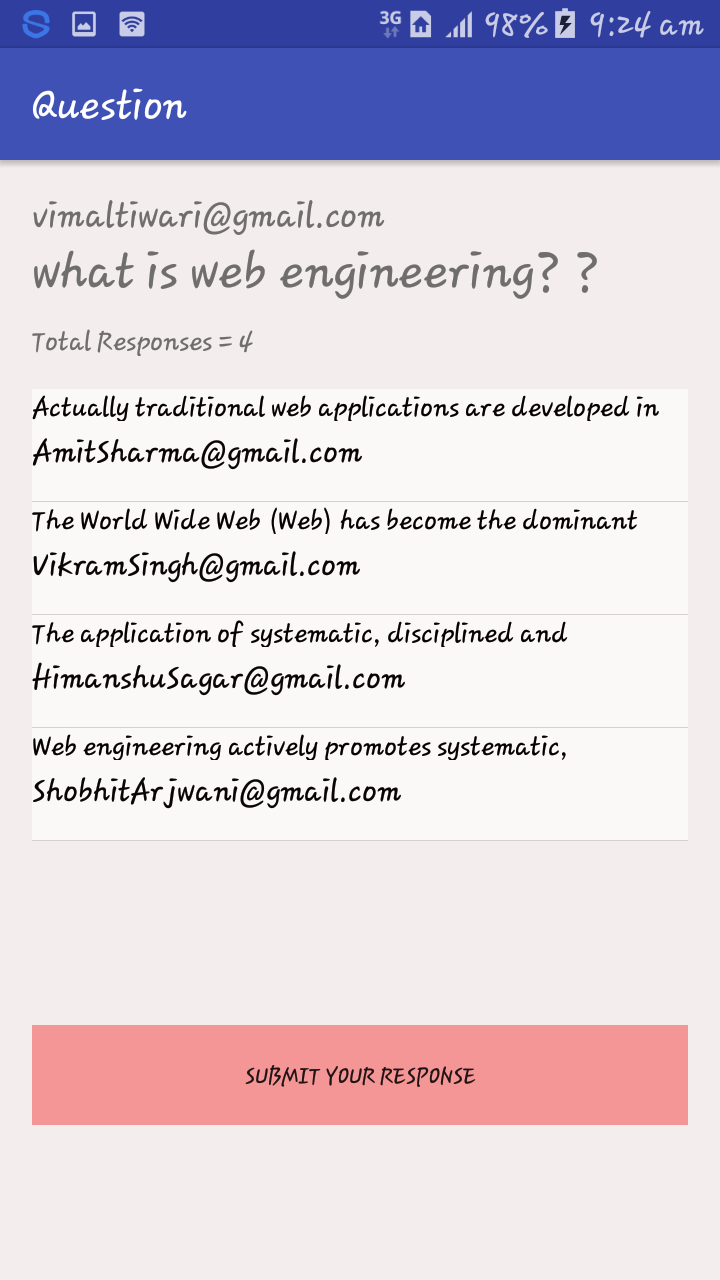 3G 98% 9:24 am
Question
vimaltiwari@gmail.com
what is web engineering? ?
Total Responses = 4
Actually traditional web applications are developed in
AmitSharma@gmail.com
The World Wide Web (Web) has become the dominant
VikramSingh@gmail.com
The application of systematic, disciplined and
HimanshuSagar@gmail.com
Web engineering actively promotes systematic,
ShobhitArjwani@gmail.com
SUBMIT YOUR RESPONSE